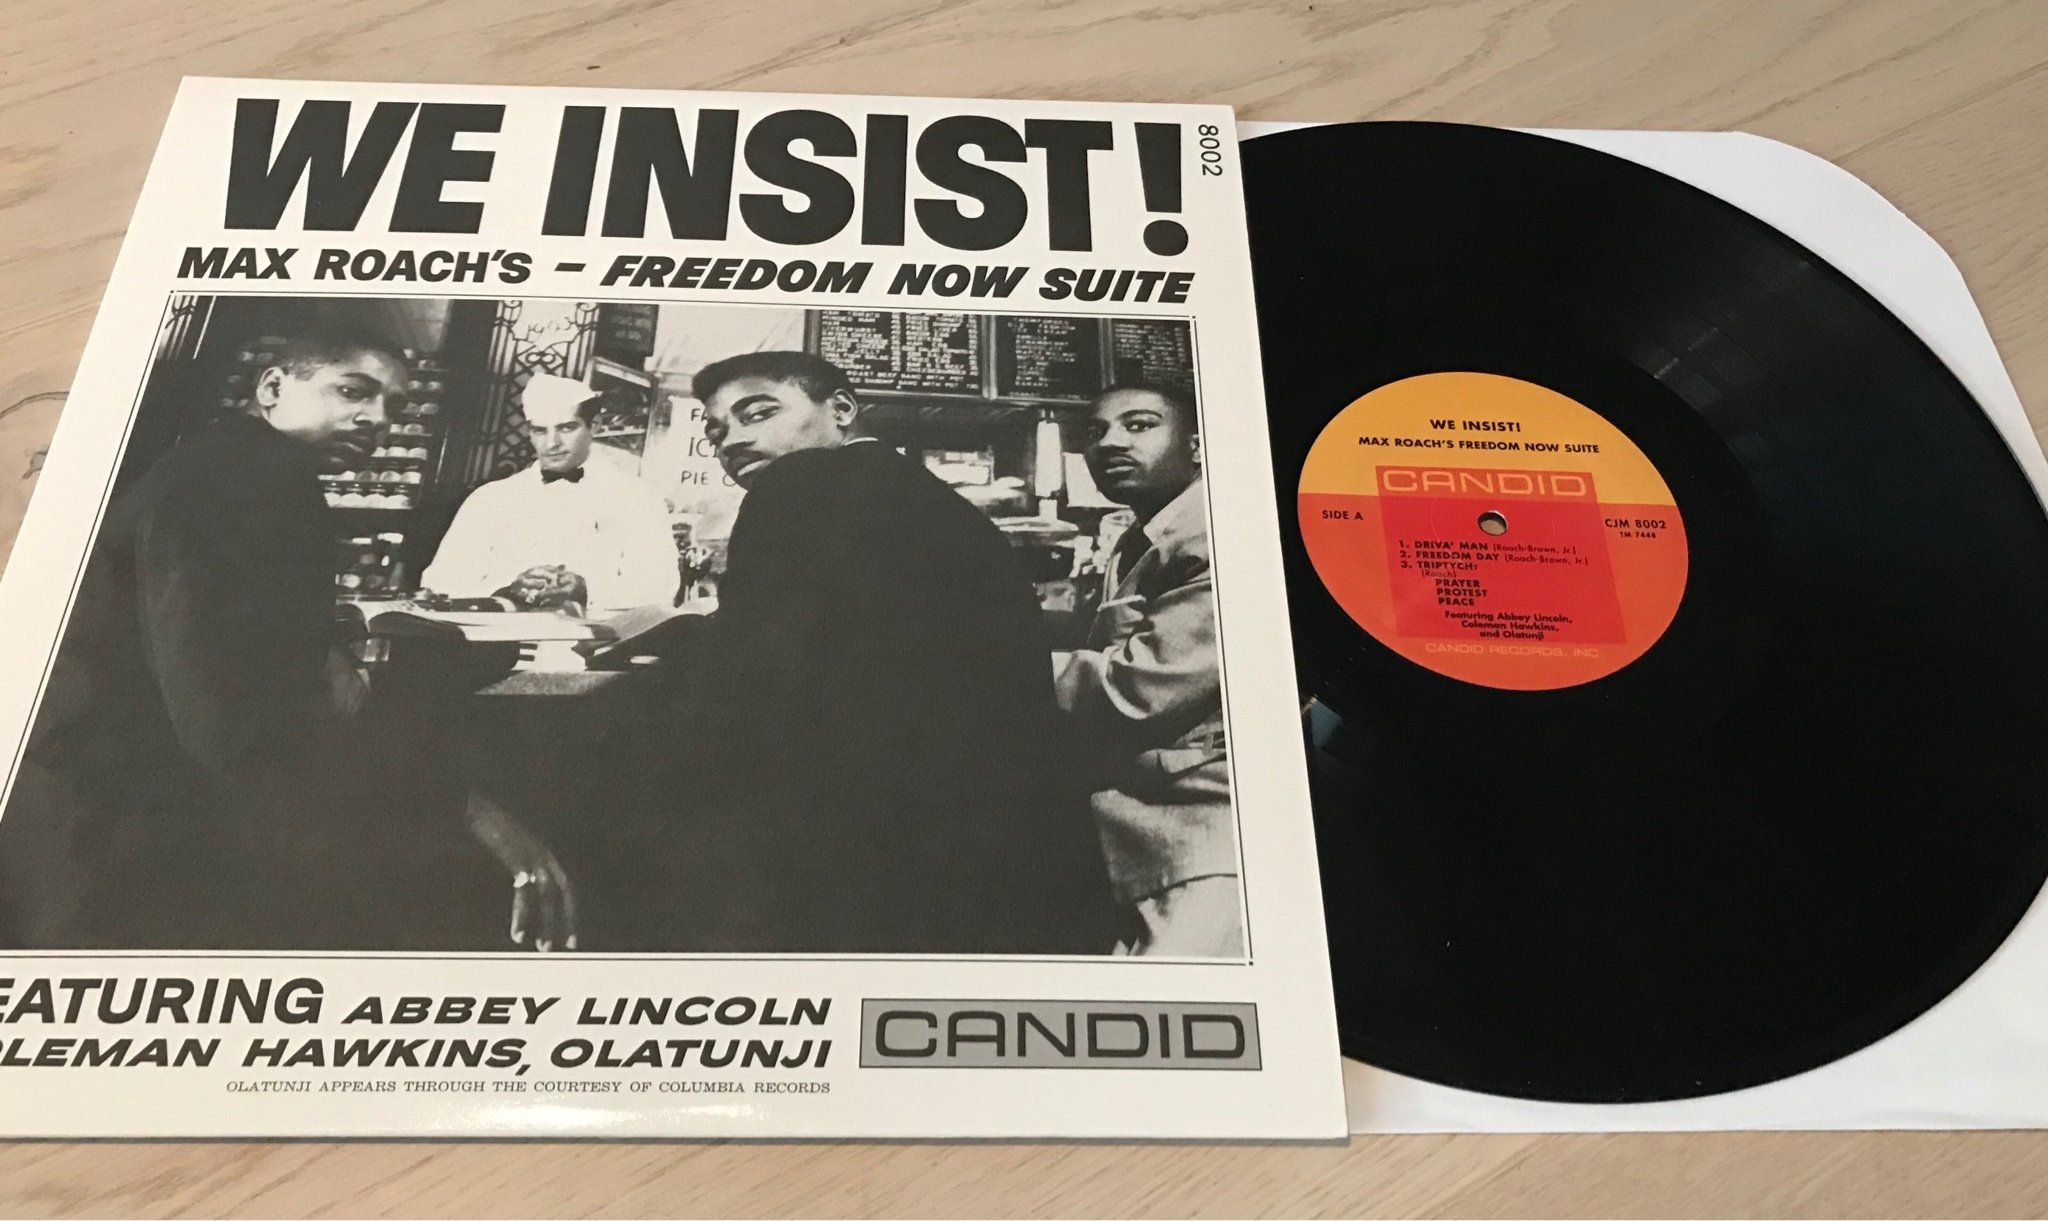 WE INSIST!
8002
MAX ROACH'S - FREEDOM NOW SUITE
PIE
EATURING ABBEY LINCOLN
OLEMAN HAWKINS, OLATUNJI
OLATUNJI APPEARS THROUGH THE COURTESY OF COLUMBIA RECORDS
CANDID
WE INSIST!
MAX ROACH'S FREEDOM NOW SUITE
CANDID
SIDE A
CJM 8002
TM 7448
1. DRIVA' MAN (Roach-Brown, Jr.)
2. FREEDOM DAY (Roach-Brown, Jr.)
3. TRIPTYCH:
(Roach)
PRAYER
PROTEST
PEACE
Featuring Abbey Lincoln,
Coleman Hawkins,
and Olatunji
CANDID RECORDS, INC.